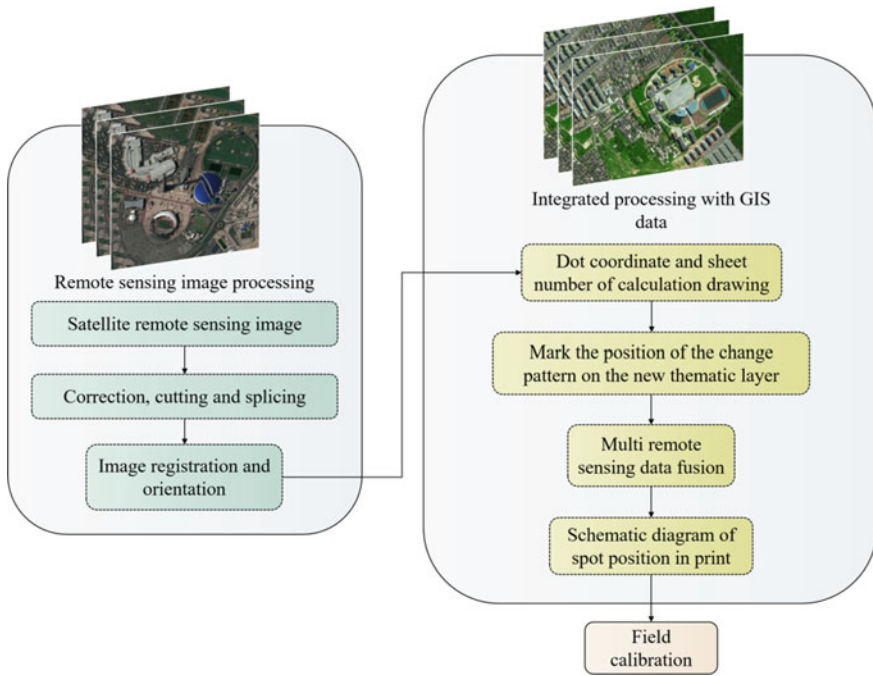 Remote sensing image processing
Satellite remote sensing image
Correction, cutting and splicing
Image registration and
orientation
Integrated processing with GIS
data
Dot coordinate and sheet
number of calculation drawing
Mark the position of the change
pattern on the new thematic layer
Multi remote
sensing data fusion
Schematic diagram of
spot position in print
Field
calibration